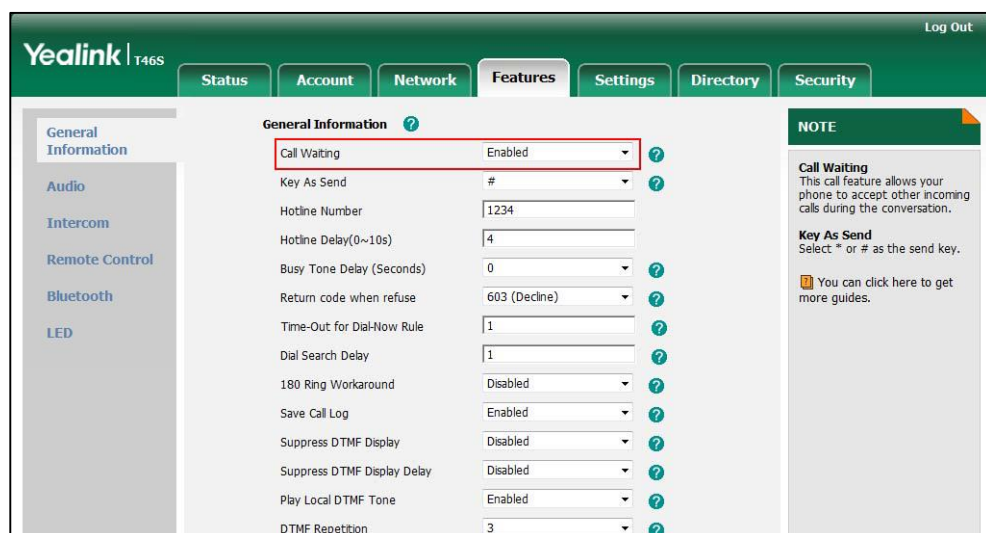 Log Out
Yealink | T46S
Status Account Network Features Settings Directory Security
General
Information
Audio
Intercom
Remote Control
Bluetooth
LED
General Information ?
Call Waiting Enabled ?
Key As Send # ?
Hotline Number 1234
Hotline Delay(0~10s) 4
Busy Tone Delay (Seconds) 0 ?
Return code when refuse 603 (Decline) ?
Time-Out for Dial-Now Rule 1 ?
Dial Search Delay 1 ?
180 Ring Workaround Disabled ?
Save Call Log Enabled ?
Suppress DTMF Display Disabled ?
Suppress DTMF Display Delay Disabled ?
Play Local DTMF Tone Enabled ?
DTMF Repetition 3 ?
NOTE
Call Waiting
This call feature allows your
phone to accept other incoming
calls during the conversation.
Key As Send
Select * or # as the send key.
? You can click here to get
more guides.